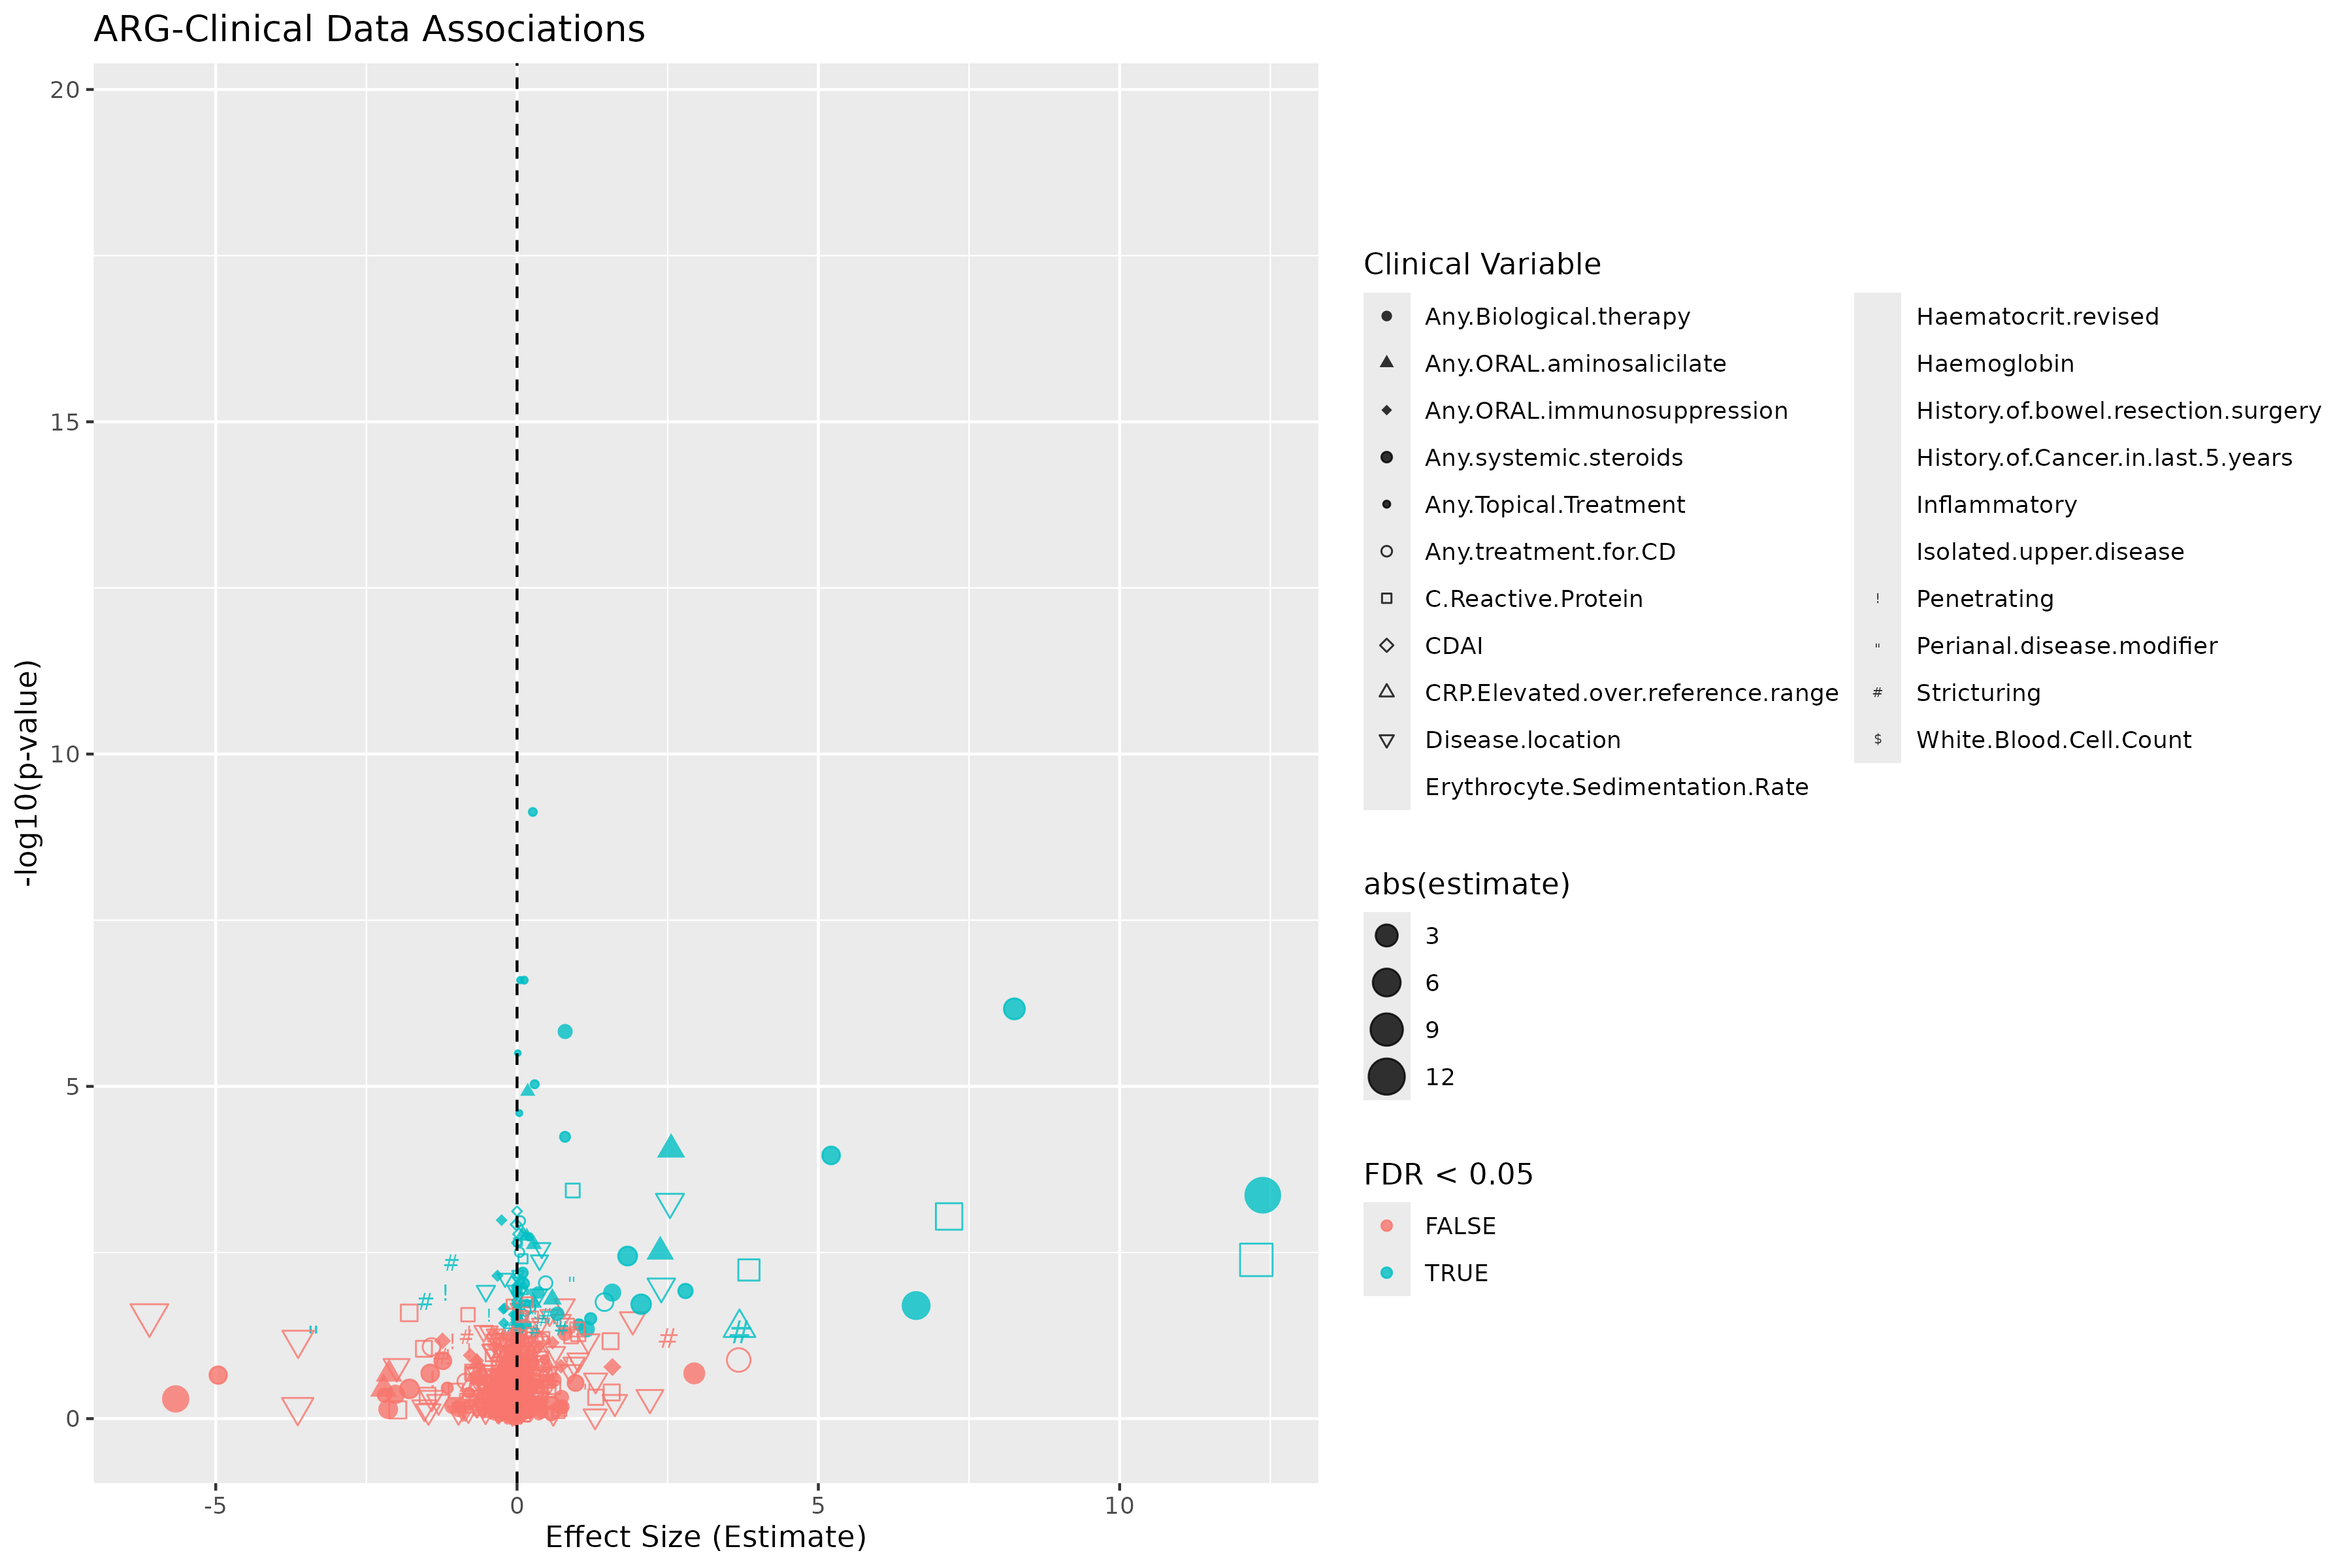 ARG-Clinical Data Associations
20
15
10
5
0
-log10(p-value)
-5
0
5
10
Effect Size (Estimate)
Clinical Variable
Any.Biological.therapy
Any.ORAL.aminosalicilate
Any.ORAL.immunosuppression
Any.systemic.steroids
Any.Topical.Treatment
Any.treatment.for.CD
C.Reactive.Protein
CDAI
CRP.Elevated.over.reference.range
Disease.location
Erythrocyte.Sedimentation.Rate
Haematocrit.revised
Haemoglobin
History.of.bowel.resection.surgery
History.of.Cancer.in.last.5.years
Inflammatory
Isolated.upper.disease
! Penetrating
" Perianal.disease.modifier
# Stricturing
$ White.Blood.Cell.Count
abs(estimate)
3
6
9
12
FDR < 0.05
FALSE
TRUE